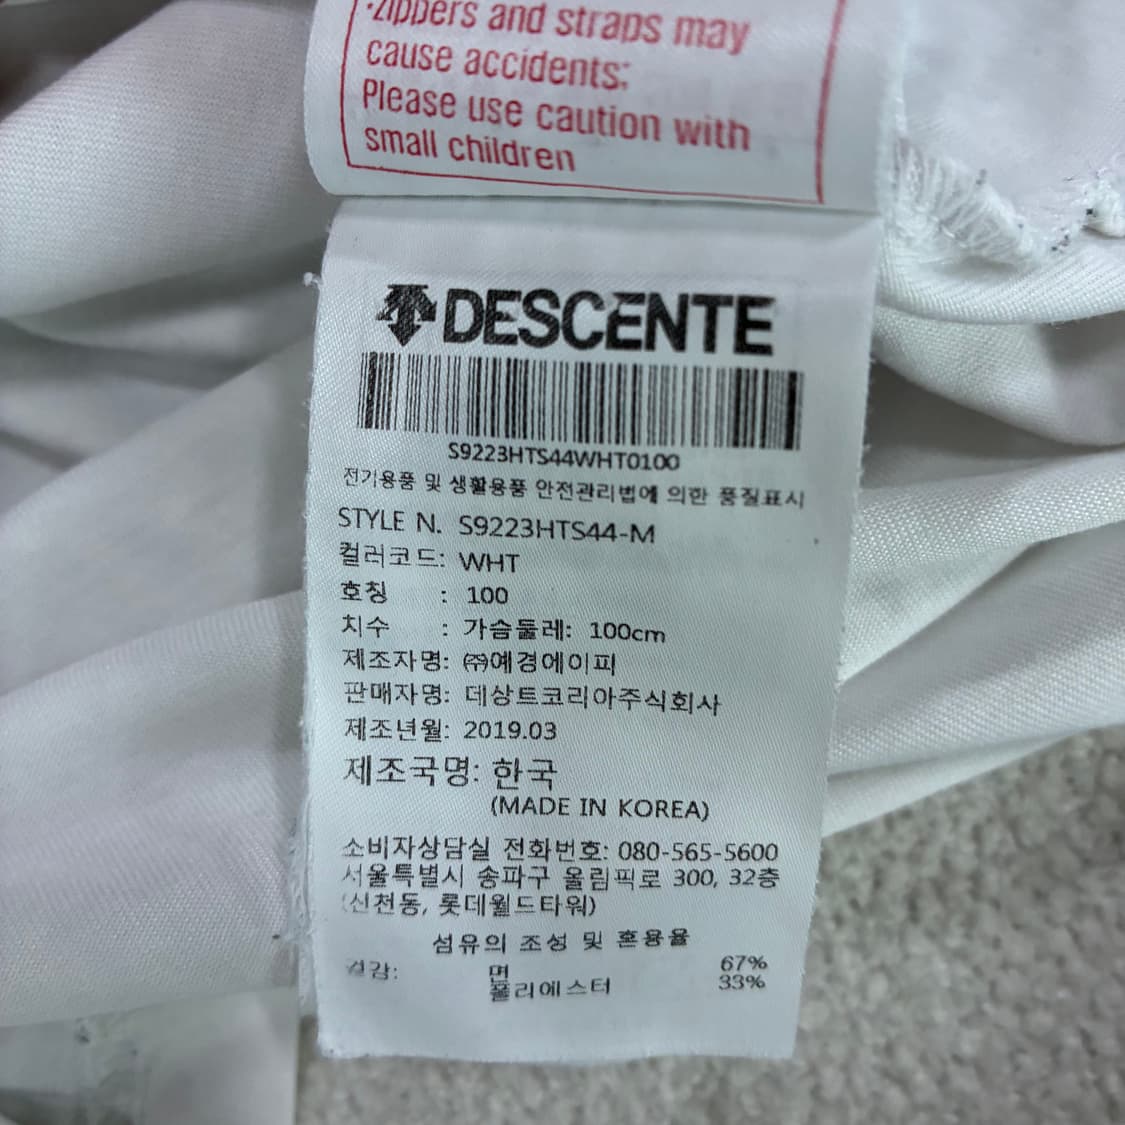 ·Zippers and straps may
cause accidents;
Please use caution with
small children
DESCENTE
S9223HTS44WHT0100
전기용품 및 생활용품 안전관리법에 의한 품질표시
STYLE N. S9223HTS44-M
컬러코드: WHT
호칭 : 100
치수 : 가슴둘레: 100cm
제조자명: ㈜예경에이피
판매자명: 데상트코리아주식회사
제조년월: 2019.03
제조국명: 한국
(MADE IN KOREA)
소비자상담실 전화번호: 080-565-5600
서울특별시 송파구 올림픽로 300, 32층
(신천동, 롯데월드타워)
섬유의 조성 및 혼용율
겉감: 면 67%
폴리에스터 33%